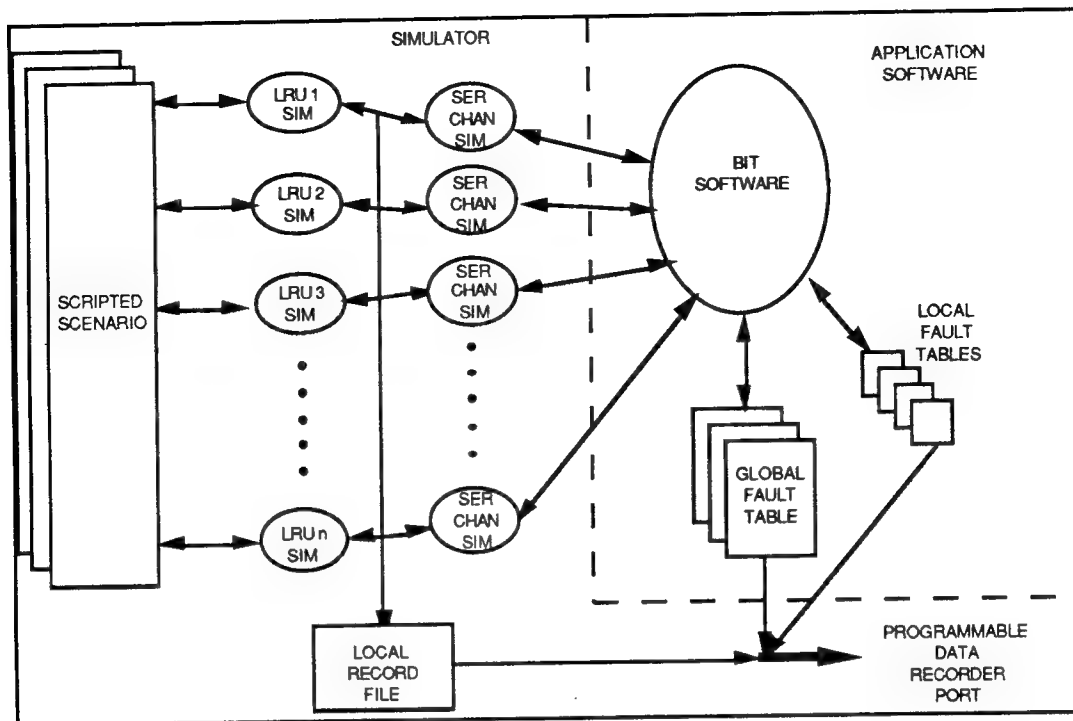 SIMULATOR
APPLICATION
SOFTWARE
LRU 1
SIM
SER
CHAN
SIM
BIT
SOFTWARE
LRU 2
SIM
SER
CHAN
SIM
SCRIPTED
SCENARIO
LRU 3
SIM
SER
CHAN
SIM
LOCAL
FAULT
TABLES
GLOBAL
FAULT
TABLE
LRU n
SIM
SER
CHAN
SIM
LOCAL
RECORD
FILE
PROGRAMMABLE
DATA
RECORDER
PORT